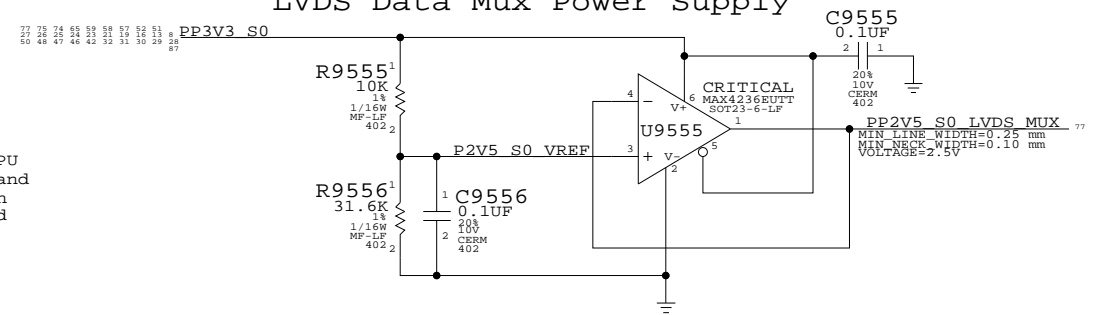 LVDS Data Mux Power Supply
77 75 74 65 59 58 57 52 51
27 26 25 24 23 21 19 16 13 8
50 48 47 46 42 32 31 30 29 28
87
PP3V3_S0
C9555
0.1UF
2 1
20%
10V
CERM
402
R9555
1
10K
1%
1/16W
MF-LF
402
2
CRITICAL
MAX4236EUTT
SOT23-6-LF
4
6
V+
U9555
1
PP2V5_S0_LVDS_MUX
77
MIN_LINE_WIDTH=0.25 mm
MIN_NECK_WIDTH=0.10 mm
VOLTAGE=2.5V
P2V5_S0_VREF
3
V-
5
2
PU
and
n
d
R9556
1
31.6K
1%
1/16W
MF-LF
402
2
1
C9556
0.1UF
20%
10V
CERM
402
2